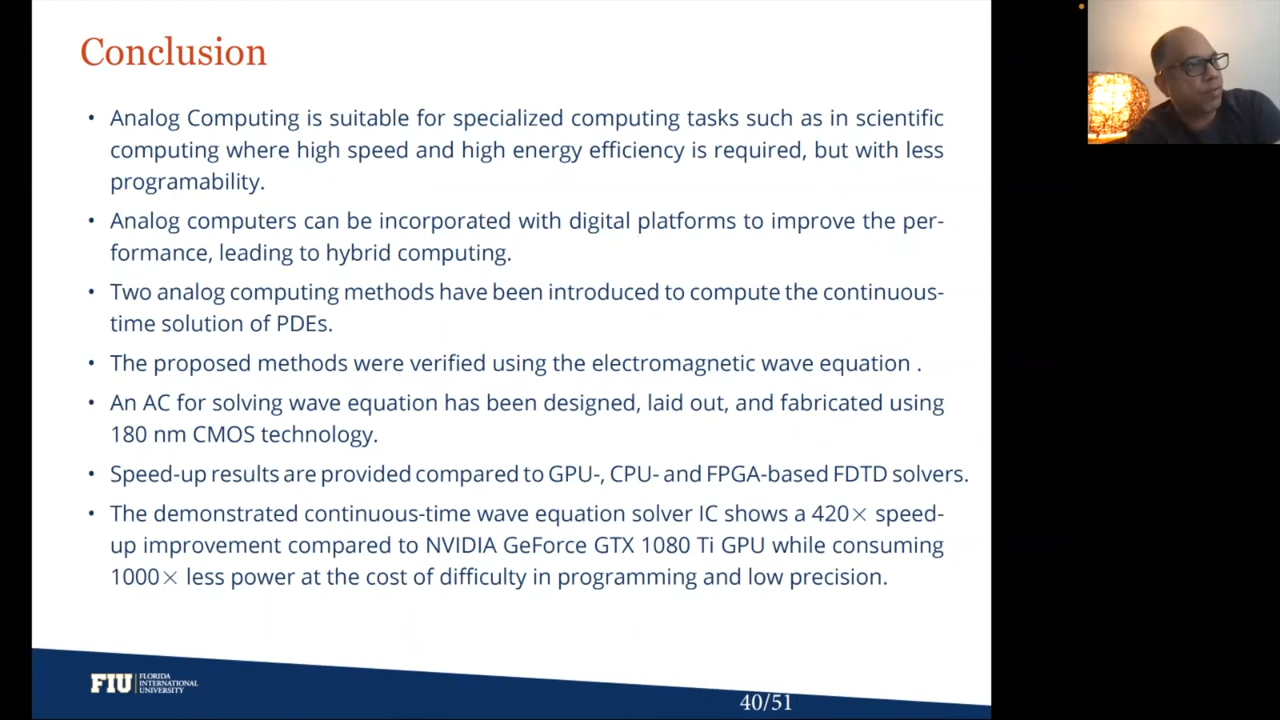 Conclusion
• Analog Computing is suitable for specialized computing tasks such as in scientific
computing where high speed and high energy efficiency is required, but with less
programability.
• Analog computers can be incorporated with digital platforms to improve the per-
formance, leading to hybrid computing.
• Two analog computing methods have been introduced to compute the continuous-
time solution of PDEs.
• The proposed methods were verified using the electromagnetic wave equation .
• An AC for solving wave equation has been designed, laid out, and fabricated using
180 nm CMOS technology.
• Speed-up results are provided compared to GPU-, CPU- and FPGA-based FDTD solvers.
• The demonstrated continuous-time wave equation solver IC shows a 420× speed-
up improvement compared to NVIDIA GeForce GTX 1080 Ti GPU while consuming
1000× less power at the cost of difficulty in programming and low precision.
FIU
FLORIDA
INTERNATIONAL
UNIVERSITY
40/51